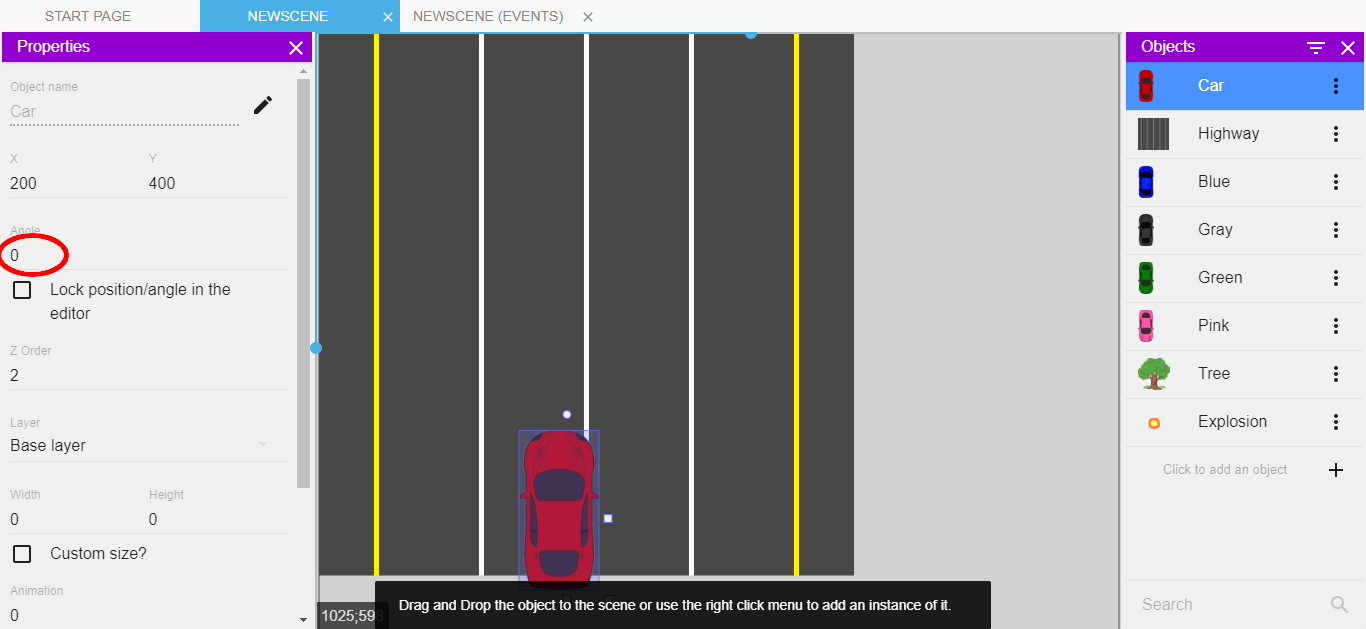 START PAGE
NEWSCENE
NEWSCENE (EVENTS)
Properties
Object name
Car
X
Y
200
400
Angle
0
Lock position/angle in the
editor
Z Order
2
Layer
Base layer
Width
Height
0
0
Custom size?
Animation
0
1025;598
Drag and Drop the object to the scene or use the right click menu to add an instance of it.
Objects
Car
Highway
Blue
Gray
Green
Pink
Tree
Explosion
Click to add an object
Search